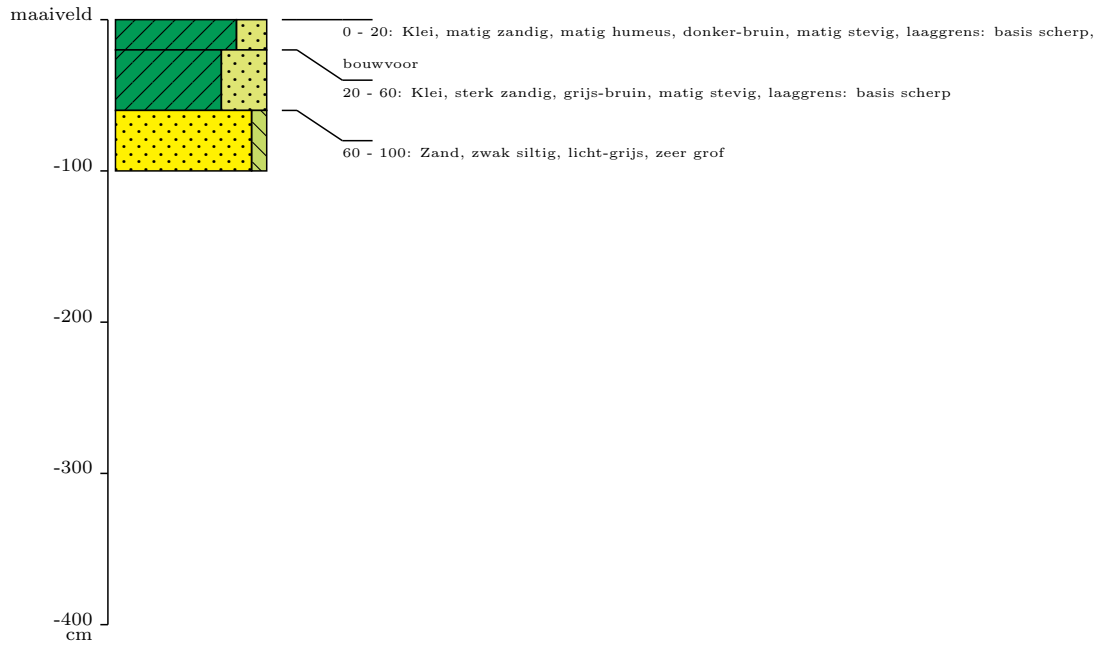 maaiveld
0 - 20: Klei, matig zandig, matig humeus, donker-bruin, matig stevig, laaggrens: basis scherp,
bouwvoor
20 - 60: Klei, sterk zandig, grijs-bruin, matig stevig, laaggrens: basis scherp
60 - 100: Zand, zwak siltig, licht-grijs, zeer grof
-100
-200
-300
-400
cm